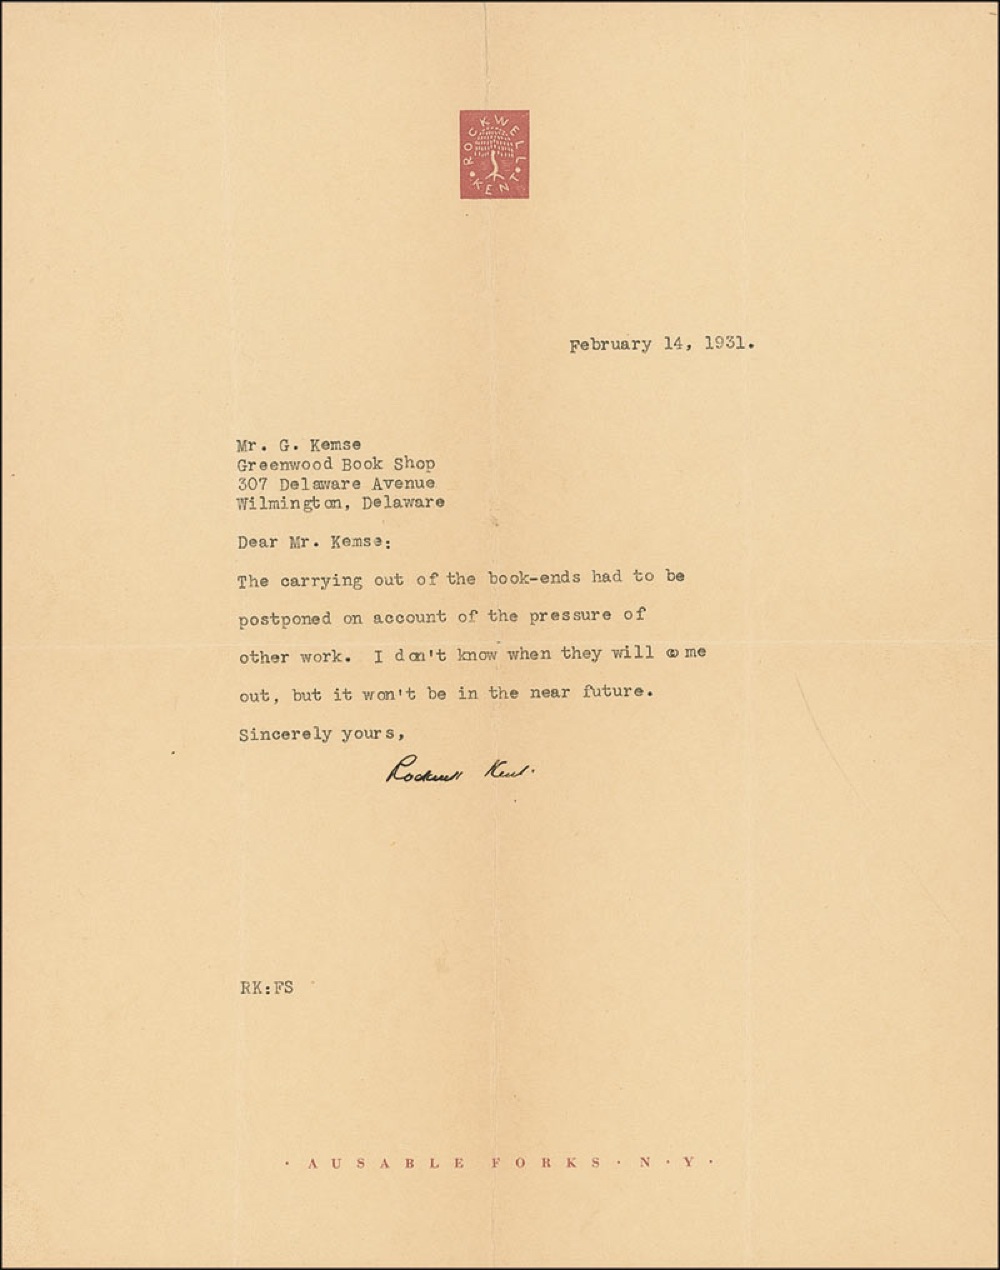 ROCKWELL
KENT
February 14, 1931.
Mr. G. Kemse
Greenwood Book Shop
307 Delaware Avenue
Wilmington, Delaware
Dear Mr. Kemse:
The carrying out of the book-ends had to be
postponed on account of the pressure of
other work. I don't know when they will come
out, but it won't be in the near future.
Sincerely yours,
Rockwell Kent.
RK:FS
· AUSABLE FORKS · N · Y ·